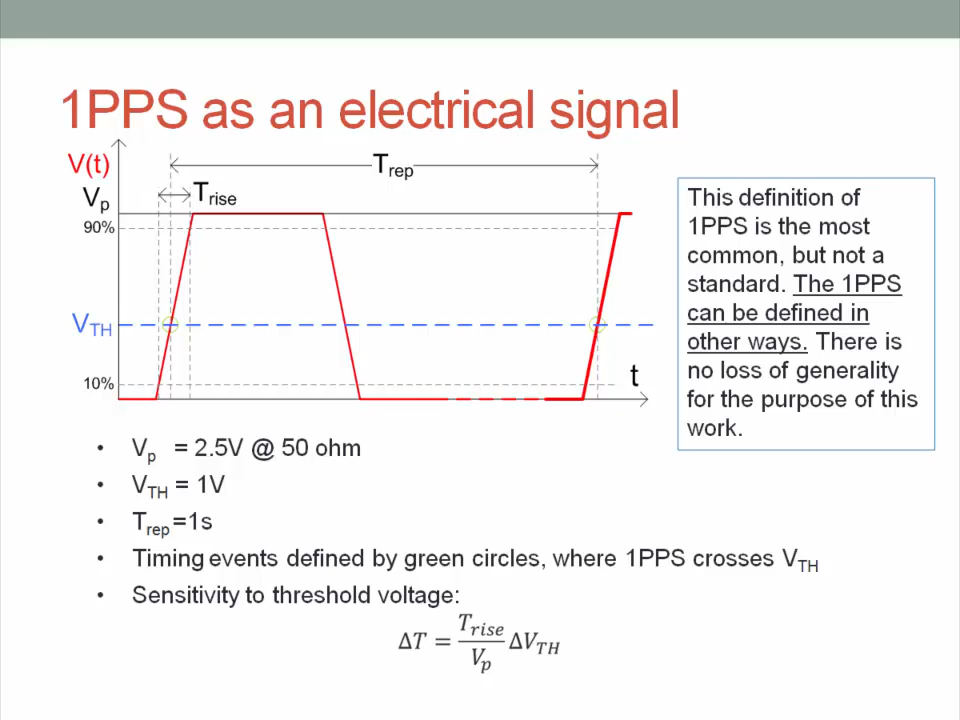 1PPS as an electrical signal
V(t)
Trep
Vp
Trise
90%
VTH
10%
t
This definition of
1PPS is the most
common, but not a
standard. The 1PPS
can be defined in
other ways. There is
no loss of generality
for the purpose of this
work.
• Vp = 2.5V @ 50 ohm
• VTH = 1V
• Trep =1s
• Timing events defined by green circles, where 1PPS crosses VTH
• Sensitivity to threshold voltage:
ΔT = Trise/Vp ΔVTH